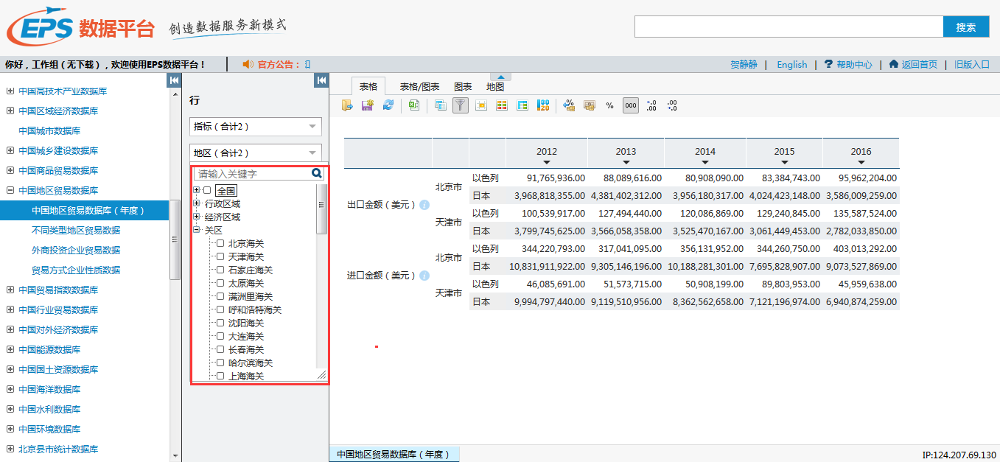 EPS 数据平台 创造数据服务新模式
搜索
你好，工作组（无下载），欢迎使用EPS数据平台！ 官方公告： 贺静静 | English | ? 帮助中心 | 返回首页 | 旧版入口
中国高技术产业数据库
中国区域经济数据库
中国城市数据库
中国城乡建设数据库
中国商品贸易数据库
中国地区贸易数据库
中国地区贸易数据库（年度）
不同类型地区贸易数据
外商投资企业贸易数据
贸易方式企业性质数据
中国贸易指数数据库
中国行业贸易数据库
中国对外经济数据库
中国能源数据库
中国国土资源数据库
中国海洋数据库
中国水利数据库
中国环境数据库
北京县市统计数据库
行
指标（合计2）
地区（合计2）
请输入关键字
全国
行政区域
经济区域
关区
北京海关
天津海关
石家庄海关
太原海关
满洲里海关
呼和浩特海关
沈阳海关
大连海关
长春海关
哈尔滨海关
上海海关
表格 表格/图表 图表 地图
% 000 .0 .00 .00 .0
2012 2013 2014 2015 2016
出口金额（美元） 北京市 以色列 91,765,936.00 88,089,616.00 80,908,090.00 83,384,743.00 95,962,204.00
日本 3,968,818,355.00 4,381,402,312.00 3,956,180,317.00 4,024,423,148.00 3,586,009,259.00
天津市 以色列 100,539,917.00 127,494,440.00 120,086,869.00 129,240,845.00 135,587,524.00
日本 3,799,745,625.00 3,566,058,358.00 3,525,470,167.00 3,061,449,453.00 2,782,033,850.00
进口金额（美元） 北京市 以色列 344,220,793.00 317,041,095.00 356,131,952.00 344,260,750.00 403,013,292.00
日本 10,831,911,922.00 9,305,146,196.00 10,188,281,301.00 7,695,828,907.00 9,073,527,869.00
天津市 以色列 46,085,691.00 51,573,715.00 50,908,199.00 89,803,953.00 45,959,638.00
日本 9,994,797,440.00 9,119,510,956.00 8,362,562,658.00 7,121,196,974.00 6,940,874,259.00
中国地区贸易数据库（年度）
IP:124.207.69.130